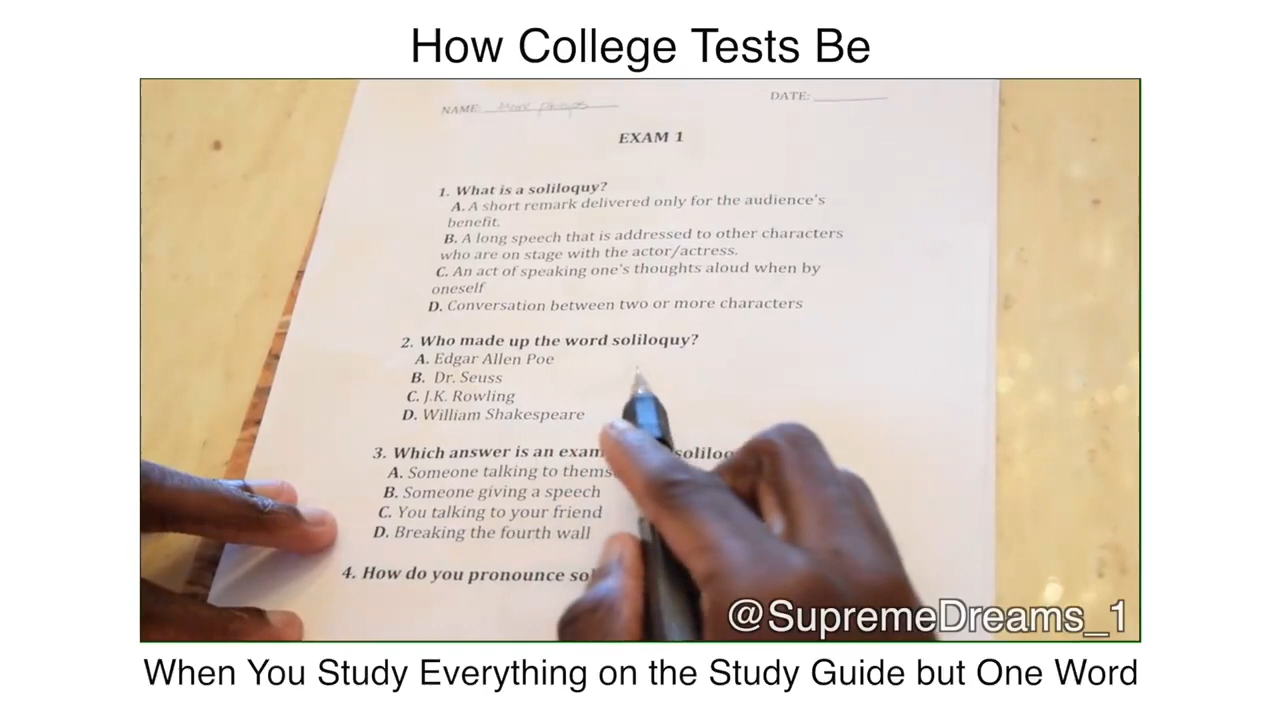 How College Tests Be
NAME:
DATE:
EXAM 1
1. What is a soliloquy?
A. A short remark delivered only for the audience's
benefit.
B. A long speech that is addressed to other characters
who are on stage with the actor/actress.
C. An act of speaking one's thoughts aloud when by
oneself
D. Conversation between two or more characters
2. Who made up the word soliloquy?
A. Edgar Allen Poe
B. Dr. Seuss
C. J.K. Rowling
D. William Shakespeare
3. Which answer is an
A. Someone talking to
B. Someone giving a speech
C. You talking to your friend
D. Breaking the fourth wall
4. How do you pronounce
@SupremeDreams_1
When You Study Everything on the Study Guide but One Word